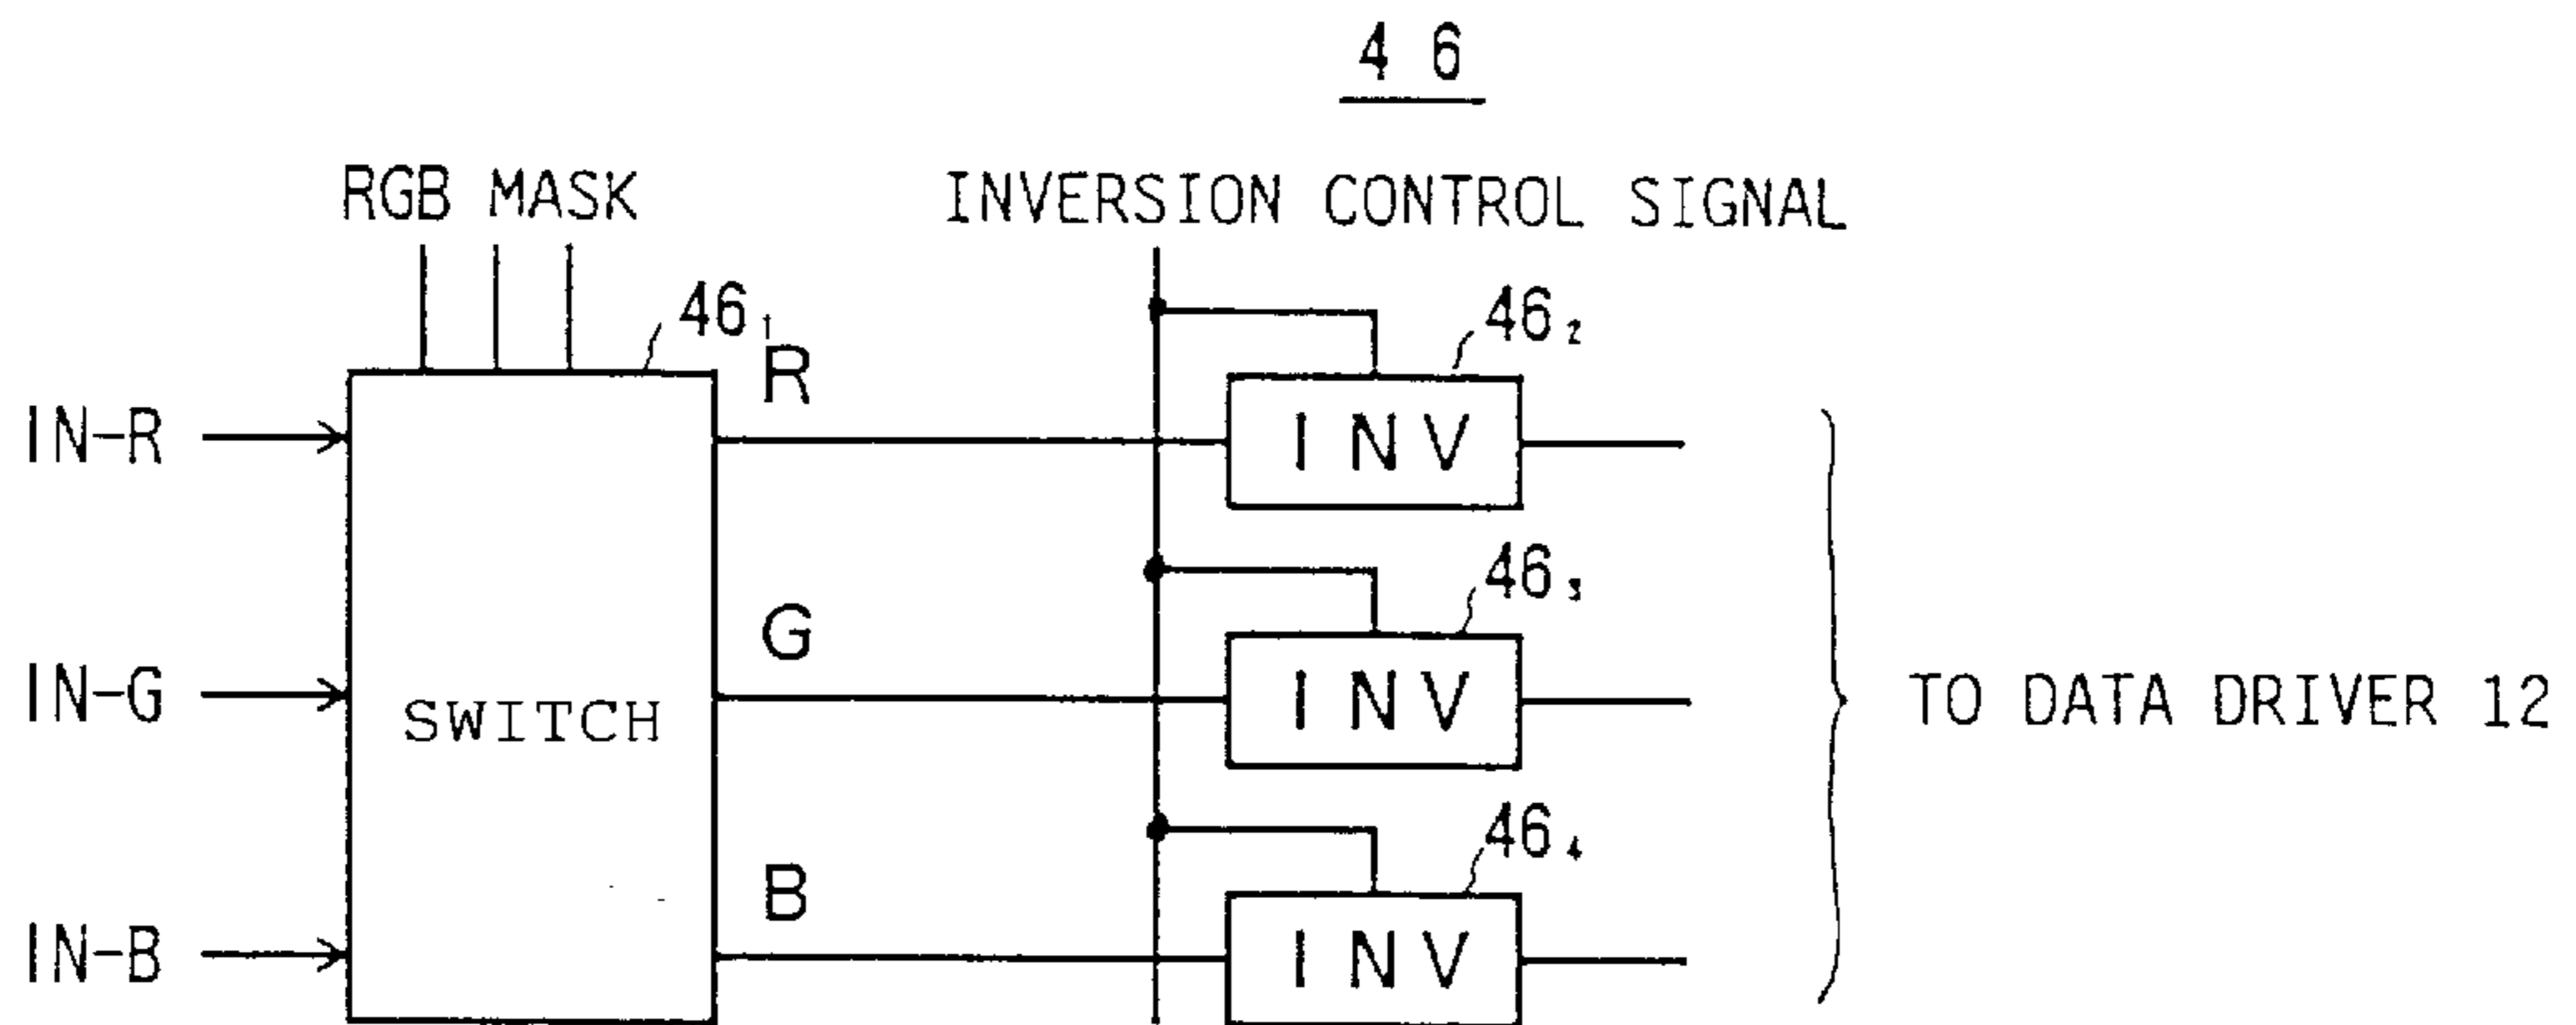 4 6
RGB MASK
INVERSION CONTROL SIGNAL
46₁
46₂
R
IN-R
I N V
46₃
G
IN-G
SWITCH
I N V
TO DATA DRIVER 12
46₄
B
IN-B
I N V